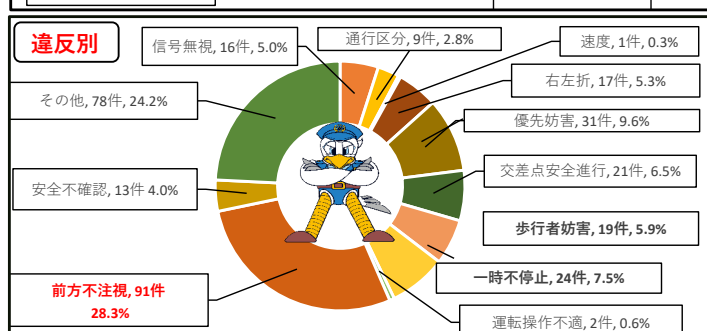 違反別
信号無視, 16件, 5.0%
通行区分, 9件, 2.8%
速度, 1件, 0.3%
右左折, 17件, 5.3%
優先妨害, 31件, 9.6%
交差点安全進行, 21件, 6.5%
歩行者妨害, 19件, 5.9%
一時不停止, 24件, 7.5%
運転操作不適, 2件, 0.6%
前方不注視, 91件
28.3%
安全不確認, 13件 4.0%
その他, 78件, 24.2%